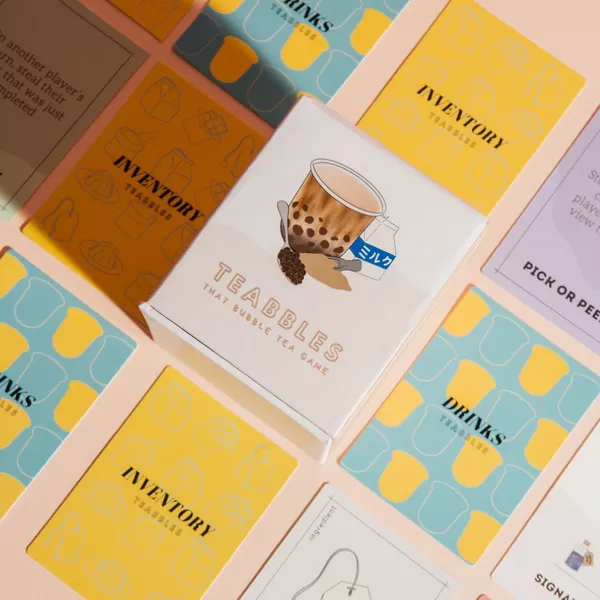 n another player's
rn, steal their
that was just
mpleted
DRINKS
TEABBLES
INVENTORY
TEABBLES
INVENTORY
TEABBLES
ミルク
TEABBLES
THAT BUBBLE TEA GAME
PICK OR PEE
view t
INKS
TEABBLES
DRINKS
TEABBLES
INVENTORY
TEABBLES
ingredient
SIGNA